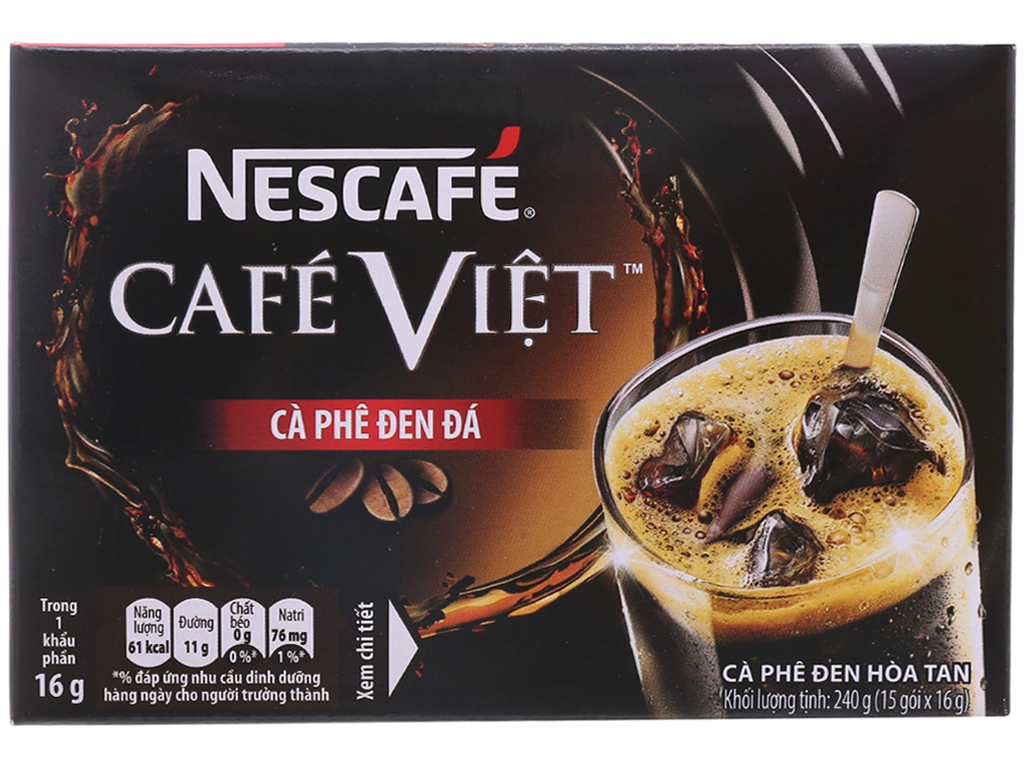 NESCAFÉ®
CAFÉ VIỆT™
CÀ PHÊ ĐEN ĐÁ
Trong
1
khẩu
phần
16 g
Năng
lượng
61 kcal
Đường
11 g
Chất
béo
0 g
0 %*
Natri
76 mg
1 %*
*% đáp ứng nhu cầu dinh dưỡng
hàng ngày cho người trưởng thành
Xem chi tiết
CÀ PHÊ ĐEN HÒA TAN
Khối lượng tịnh: 240 g (15 gói x 16 g)